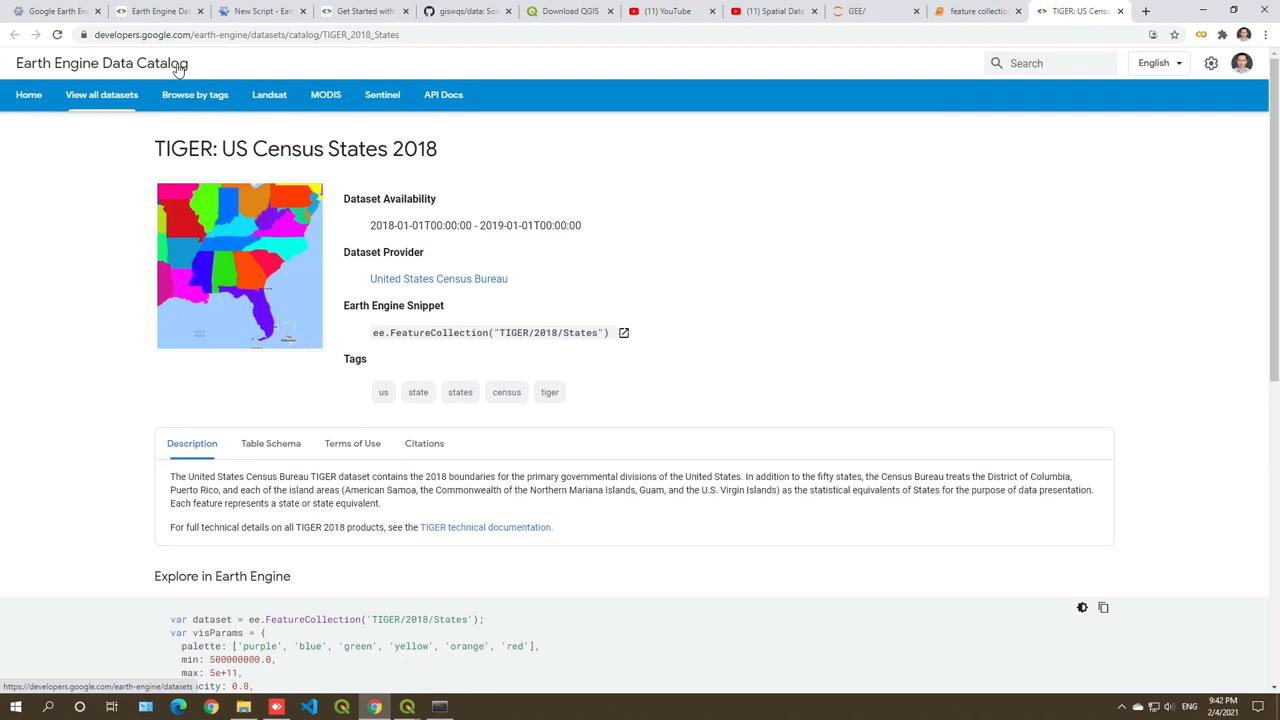 Google Earth En
Earth Engine Da
New Script - Ear
Get Started with
giswqs/data: Som
Download QGIS
(11) YouTube
(11) Spatial Data
GEE/
feature collectio
TIGER: US Cens
developers.google.com/earth-engine/datasets/catalog/TIGER_2018_States
Earth Engine Data Catalog
Search
English
Home
View all datasets
Browse by tags
Landsat
MODIS
Sentinel
API Docs
TIGER: US Census States 2018
Dataset Availability
2018-01-01T00:00:00 - 2019-01-01T00:00:00
Dataset Provider
United States Census Bureau
Earth Engine Snippet
ee.FeatureCollection("TIGER/2018/States")
Tags
us
state
states
census
tiger
Description
Table Schema
Terms of Use
Citations
The United States Census Bureau TIGER dataset contains the 2018 boundaries for the primary governmental divisions of the United States. In addition to the fifty states, the Census Bureau treats the District of Columbia,
Puerto Rico, and each of the island areas (American Samoa, the Commonwealth of the Northern Mariana Islands, Guam, and the U.S. Virgin Islands) as the statistical equivalents of States for the purpose of data presentation.
Each feature represents a state or state equivalent.
For full technical details on all TIGER 2018 products, see the TIGER technical documentation.
Explore in Earth Engine
var dataset = ee.FeatureCollection('TIGER/2018/States');
var visParams = {
palette: ['purple', 'blue', 'green', 'yellow', 'orange', 'red'],
min: 500000000.0,
max: 5e+11,
acity: 0.8,
https://developers.google.com/earth-engine/datasets
9:42 PM
2/4/2021